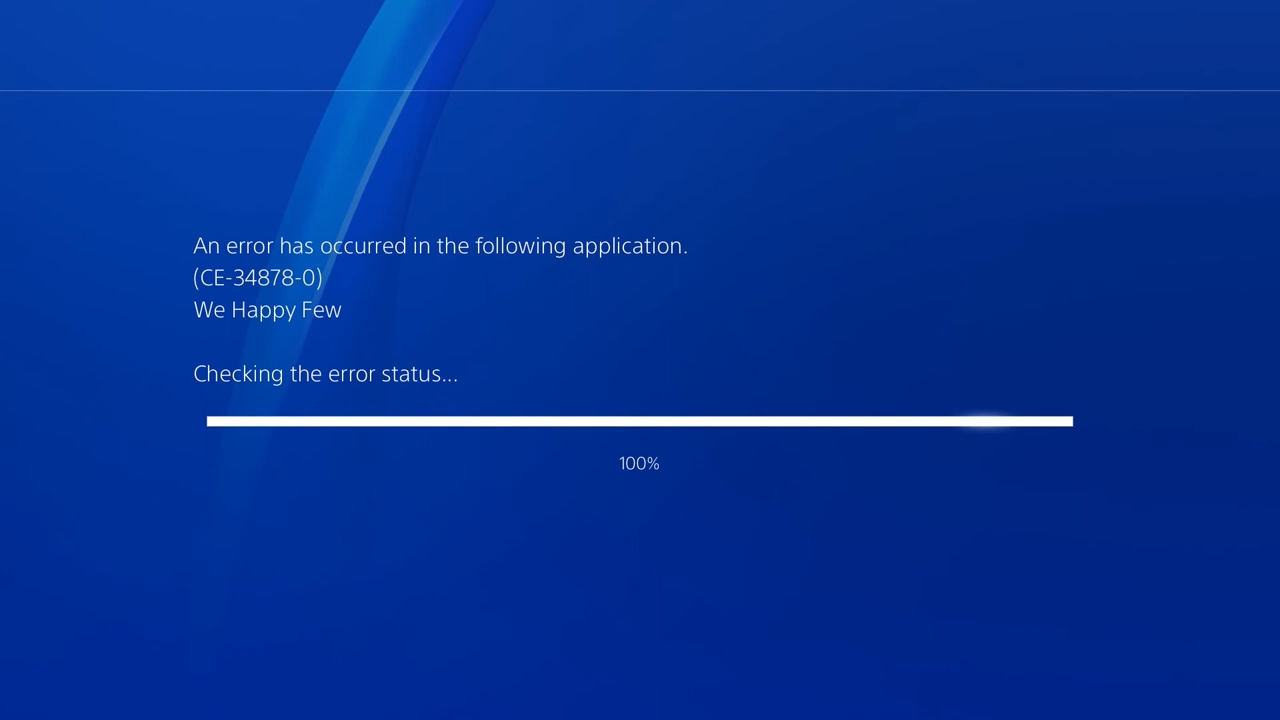 An error has occurred in the following application.
(CE-34878-0)
We Happy Few
Checking the error status...
100%